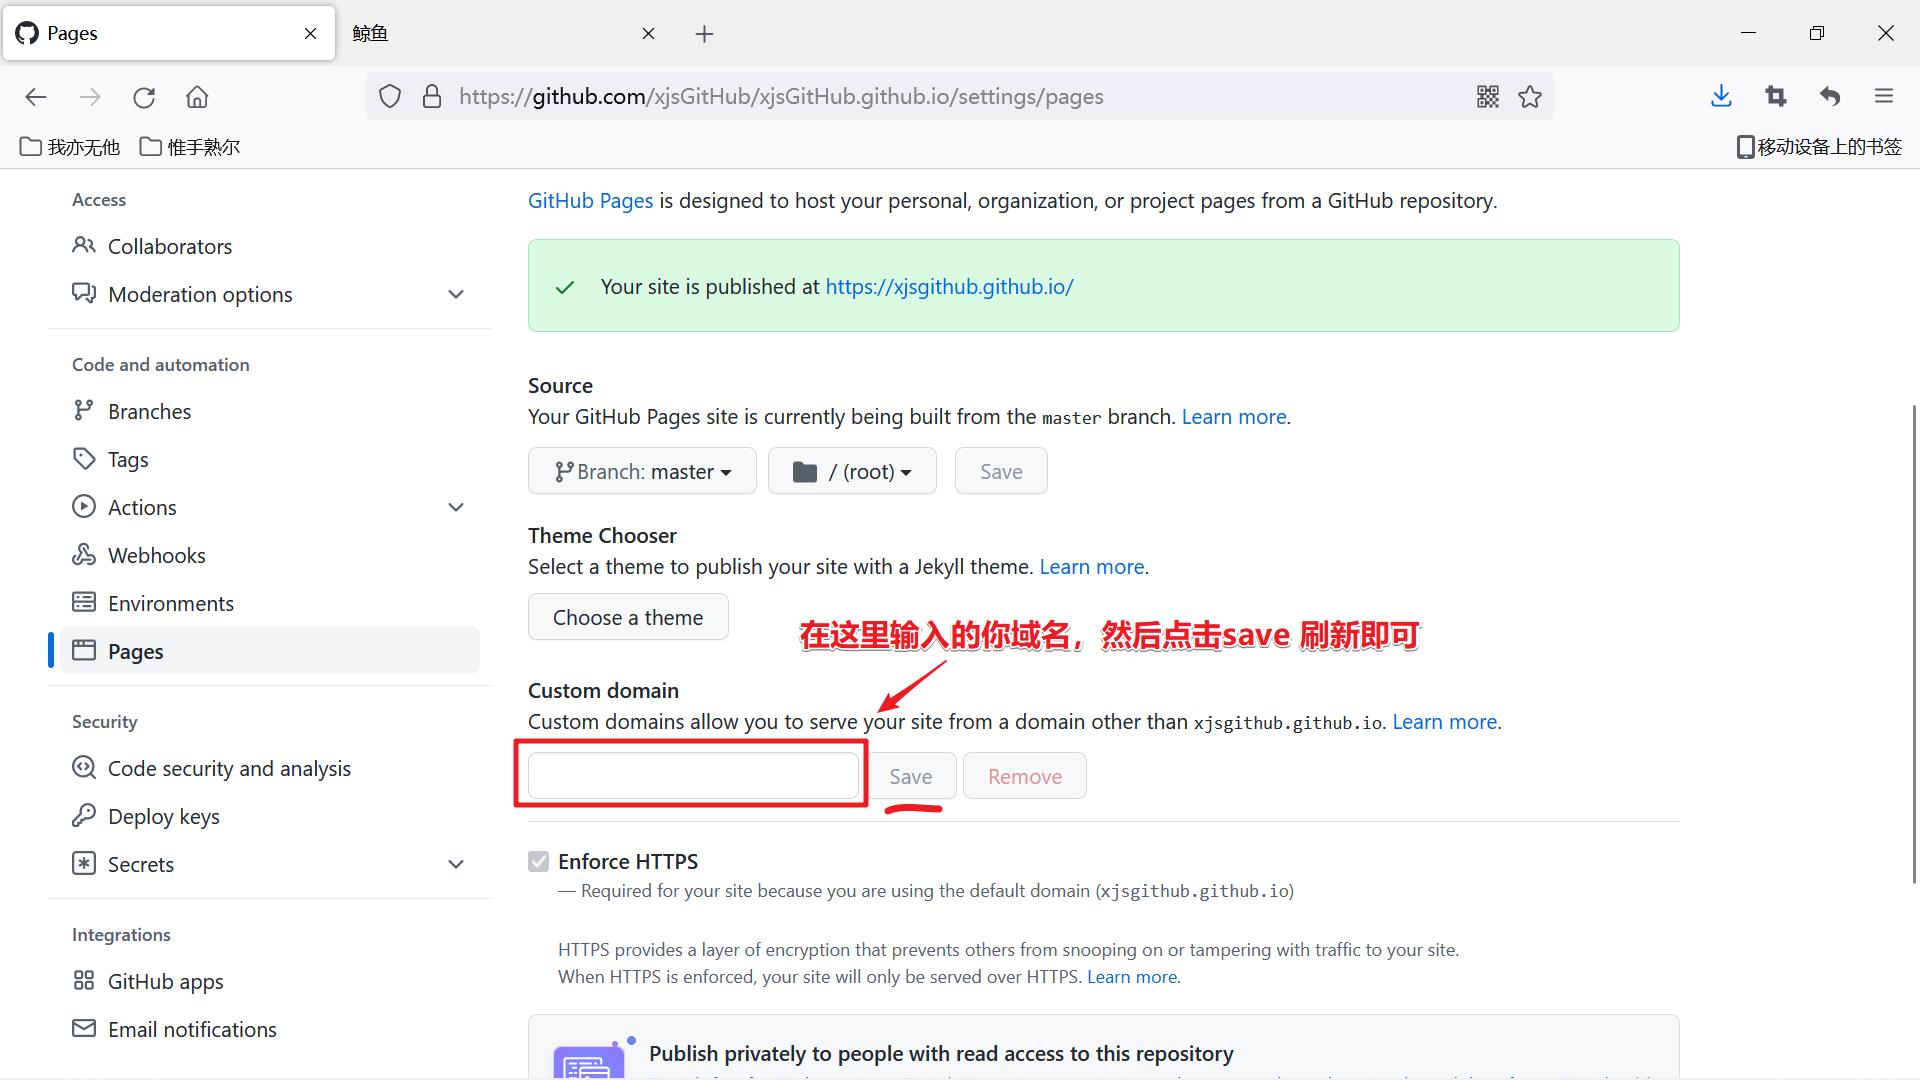 Pages
鲸鱼
https://github.com/xjsGitHub/xjsGitHub.github.io/settings/pages
我亦无他
惟手熟尔
移动设备上的书签
Access
Collaborators
Moderation options
Code and automation
Branches
Tags
Actions
Webhooks
Environments
Pages
Security
Code security and analysis
Deploy keys
Secrets
Integrations
GitHub apps
Email notifications
GitHub Pages is designed to host your personal, organization, or project pages from a GitHub repository.
Your site is published at https://xjsgithub.github.io/
Source
Your GitHub Pages site is currently being built from the master branch. Learn more.
Branch: master
/ (root)
Save
Theme Chooser
Select a theme to publish your site with a Jekyll theme. Learn more.
Choose a theme
在这里输入的你域名，然后点击save 刷新即可
Custom domain
Custom domains allow you to serve your site from a domain other than xjsgithub.github.io. Learn more.
Save
Remove
Enforce HTTPS
— Required for your site because you are using the default domain (xjsgithub.github.io)
HTTPS provides a layer of encryption that prevents others from snooping on or tampering with traffic to your site.
When HTTPS is enforced, your site will only be served over HTTPS. Learn more.
Publish privately to people with read access to this repository